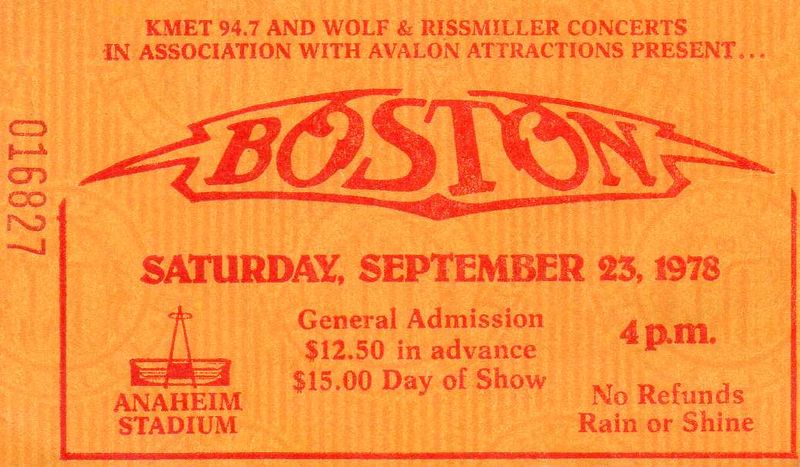 KMET 94.7 AND WOLF & RISSMILLER CONCERTS
IN ASSOCIATION WITH AVALON ATTRACTIONS PRESENT...
BOSTON
016827
SATURDAY, SEPTEMBER 23, 1978
General Admission
$12.50 in advance
$15.00 Day of Show
4 p.m.
No Refunds
Rain or Shine
ANAHEIM
STADIUM